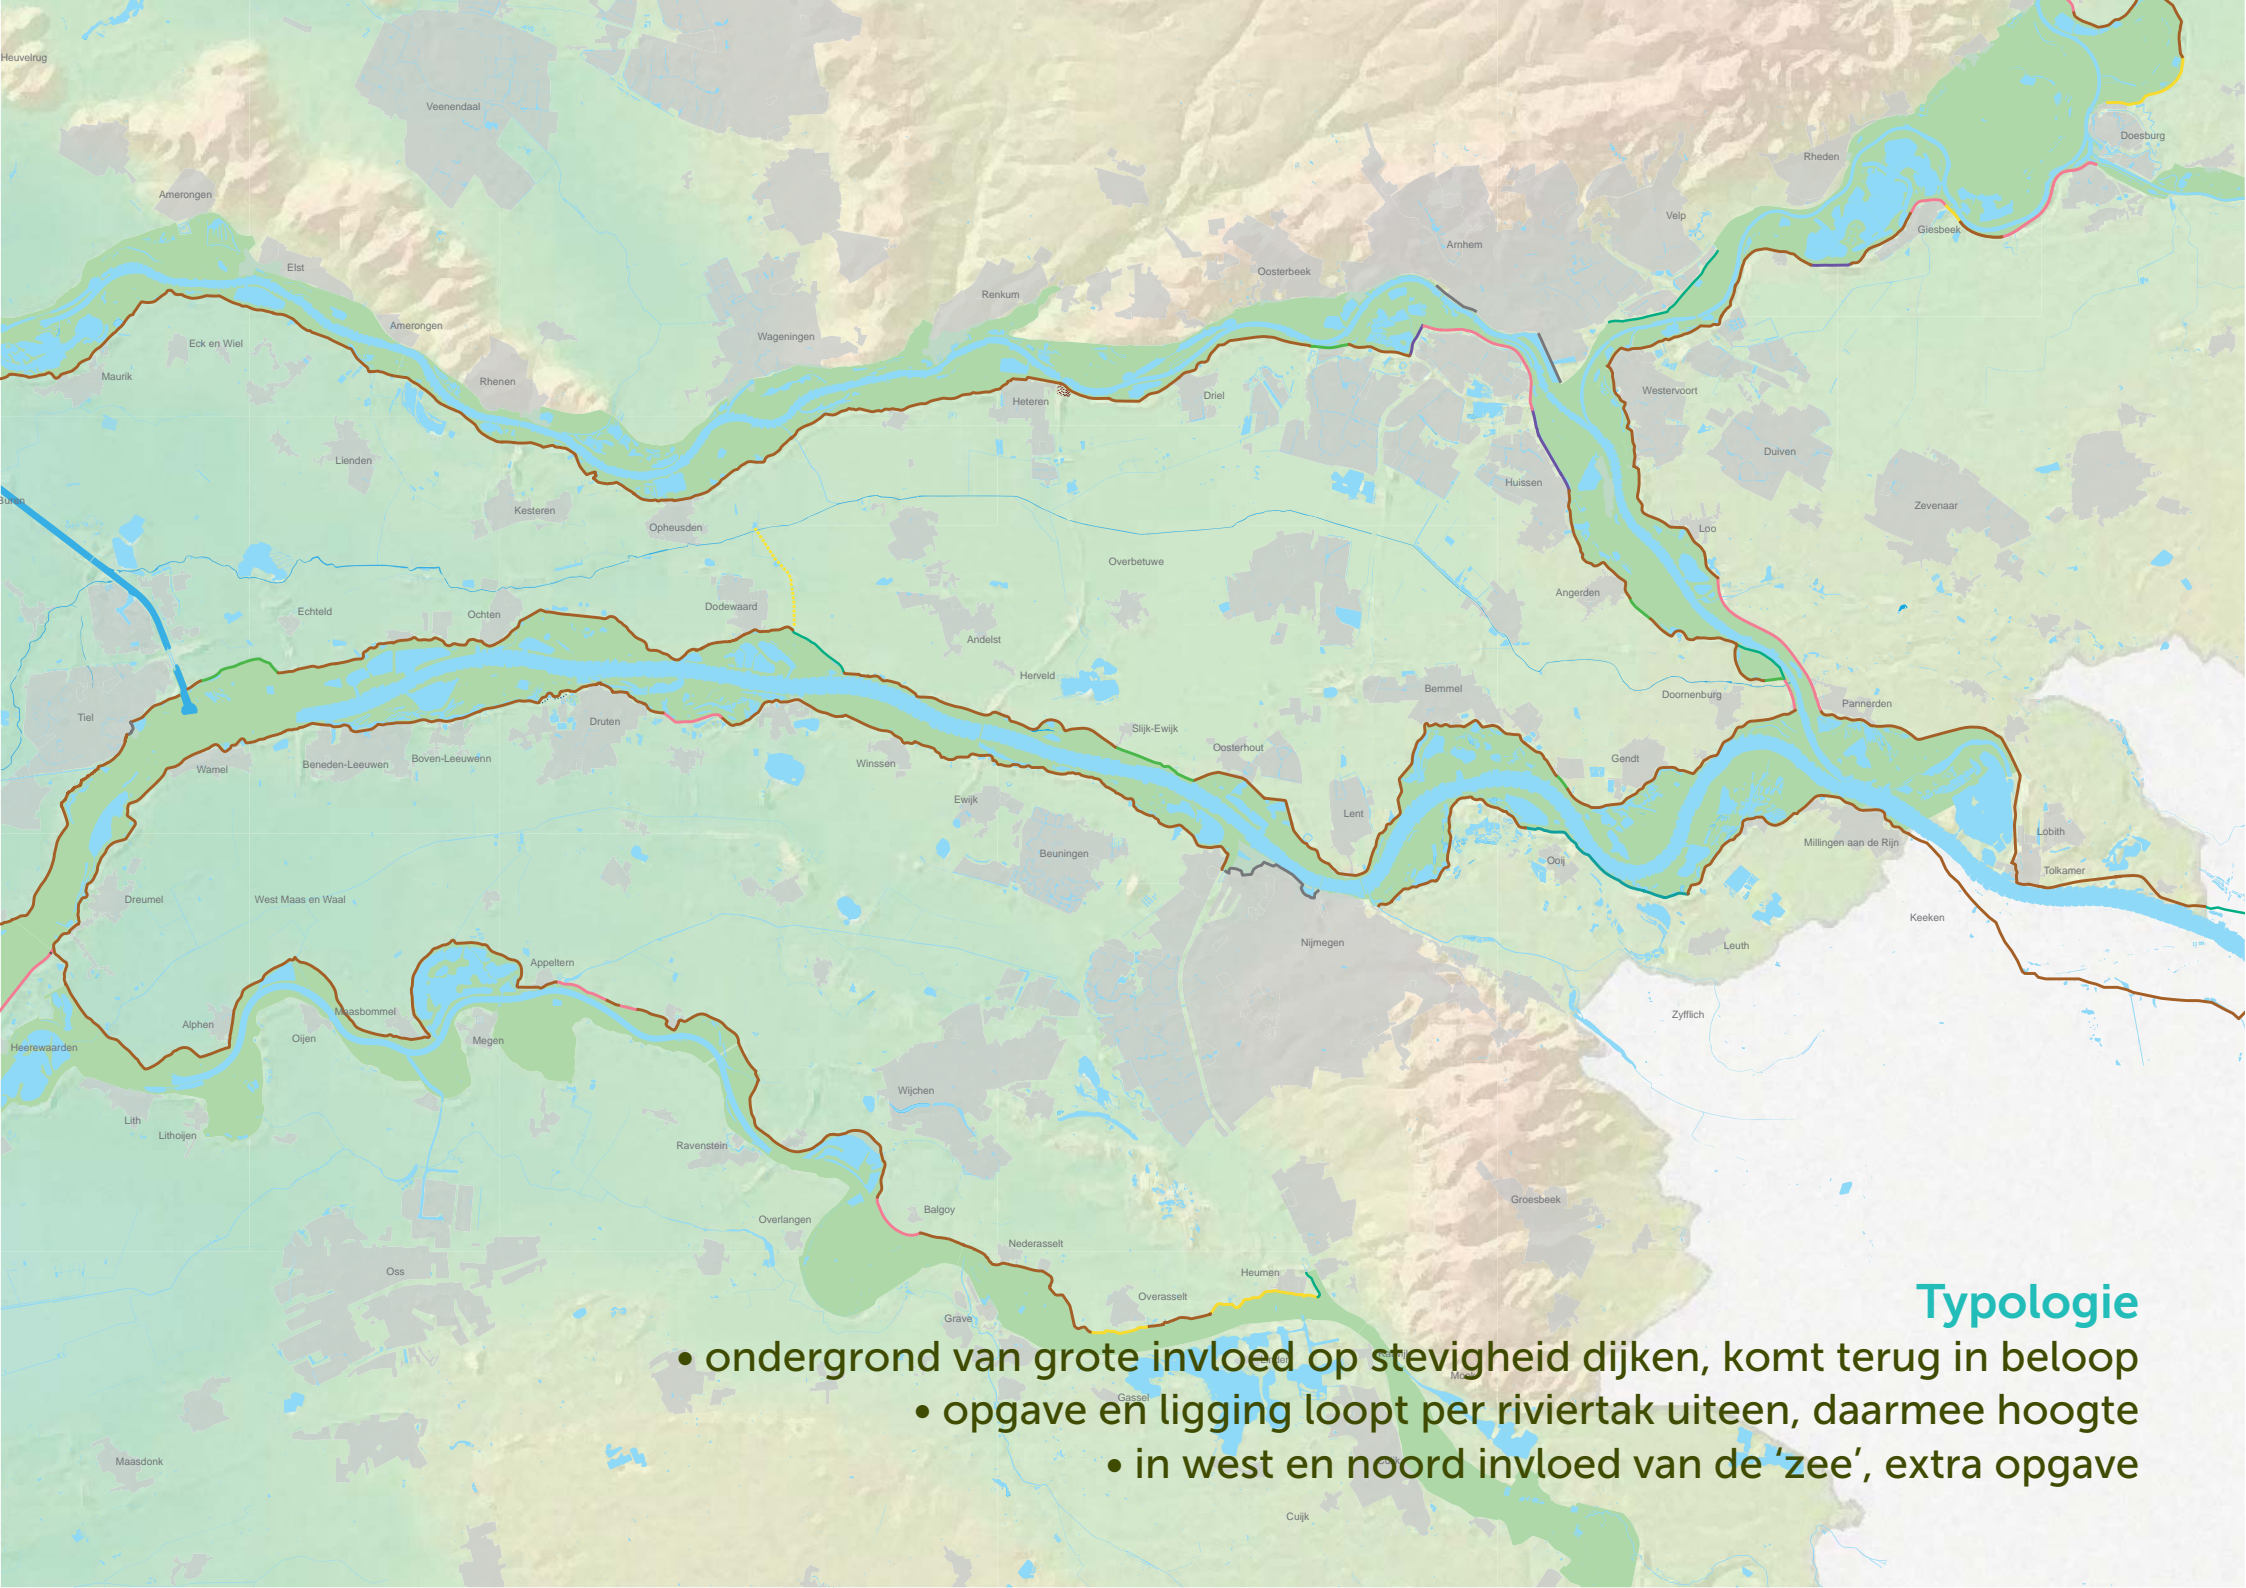 Heuvelrug
Veenendaal
Doesburg
Rheden
Amerongen
Velp
Giesbeek
Arnhem
Elst
Oosterbeek
Renkum
Amerongen
Wageningen
Eck en Wiel
Maurik
Rhenen
Westervoort
Heteren
Driel
Duiven
Lienden
Huissen
Buren
Kesteren
Zevenaar
Opheusden
Loo
Overbetuwe
Angerden
Echteld
Ochten
Dodewaard
Andelst
Herveld
Bemmel
Doornenburg
Pannerden
Tiel
Druten
Slijk-Ewijk
Oosterhout
Gendt
Wamel
Beneden-Leeuwen
Boven-Leeuwenn
Winssen
Ewijk
Lent
Lobith
Millingen aan de Rijn
Beuningen
Ooij
Tolkamer
Dreumel
West Maas en Waal
Keeken
Nijmegen
Leuth
Appeltern
Maasbommel
Zyfflich
Alphen
Oijen
Megen
Heerewaarden
Wijchen
Lith
Lithoijen
Ravenstein
Groesbeek
Overlangen
Balgoy
Nederasselt
Oss
Heumen
Overasselt
Grave
Typologie
• ondergrond van grote invloed op stevigheid dijken, komt terug in beloop
Gassel
• opgave en ligging loopt per riviertak uiteen, daarmee hoogte
Maasdonk
• in west en noord invloed van de ‘zee’, extra opgave
Cuijk